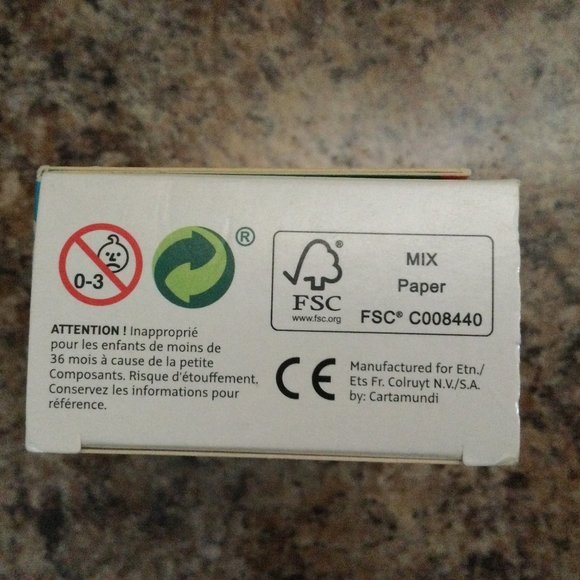 0-3
®
®
FSC
www.fsc.org
MIX
Paper
FSC® C008440
ATTENTION ! Inapproprié
pour les enfants de moins de
36 mois à cause de la petite
Composants. Risque d'étouffement.
Conservez les informations pour
référence.
CE
Manufactured for Etn./
Ets Fr. Colruyt N.V./S.A.
by: Cartamundi